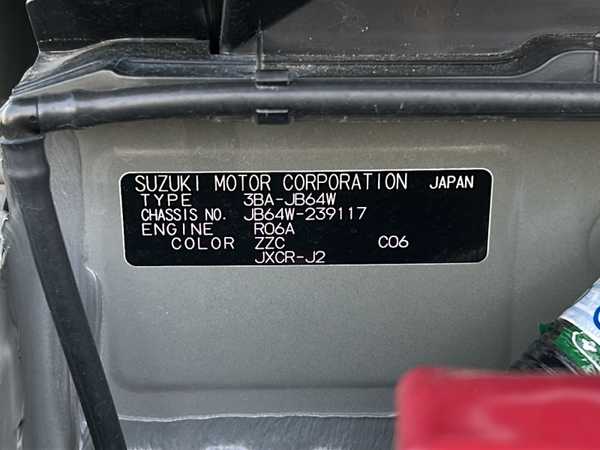 SUZUKI MOTOR CORPORATION JAPAN
TYPE 3BA-JB64W
CHASSIS NO. JB64W-239117
ENGINE R06A
COLOR ZZC C06
JXCR-J2